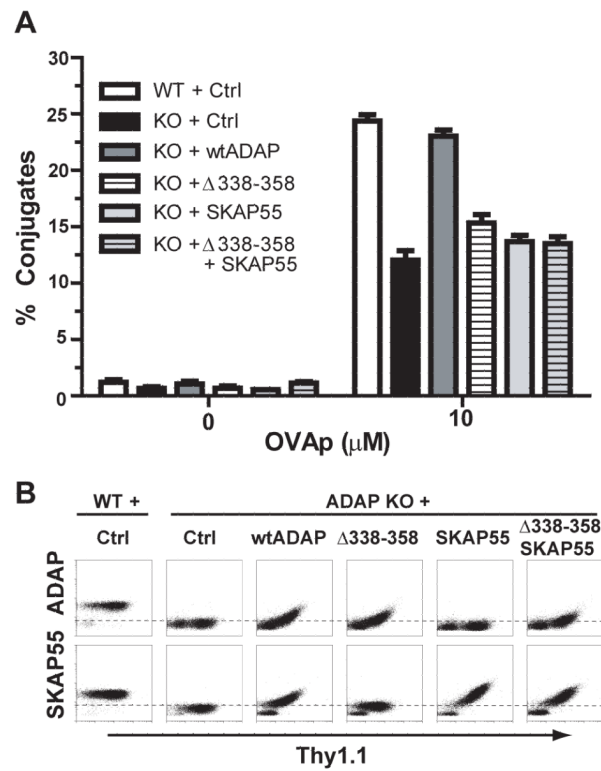 A
30
25
20
15
10
5
0
% Conjugates
WT + Ctrl
KO + Ctrl
KO + wtADAP
KO + Δ338-358
KO + SKAP55
KO + Δ338-358
+ SKAP55
0
10
OVAp (μM)
B
WT +
ADAP KO +
Ctrl
Ctrl
wtADAP
Δ338-358
SKAP55
Δ338-358
SKAP55
ADAP
SKAP55
Thy1.1